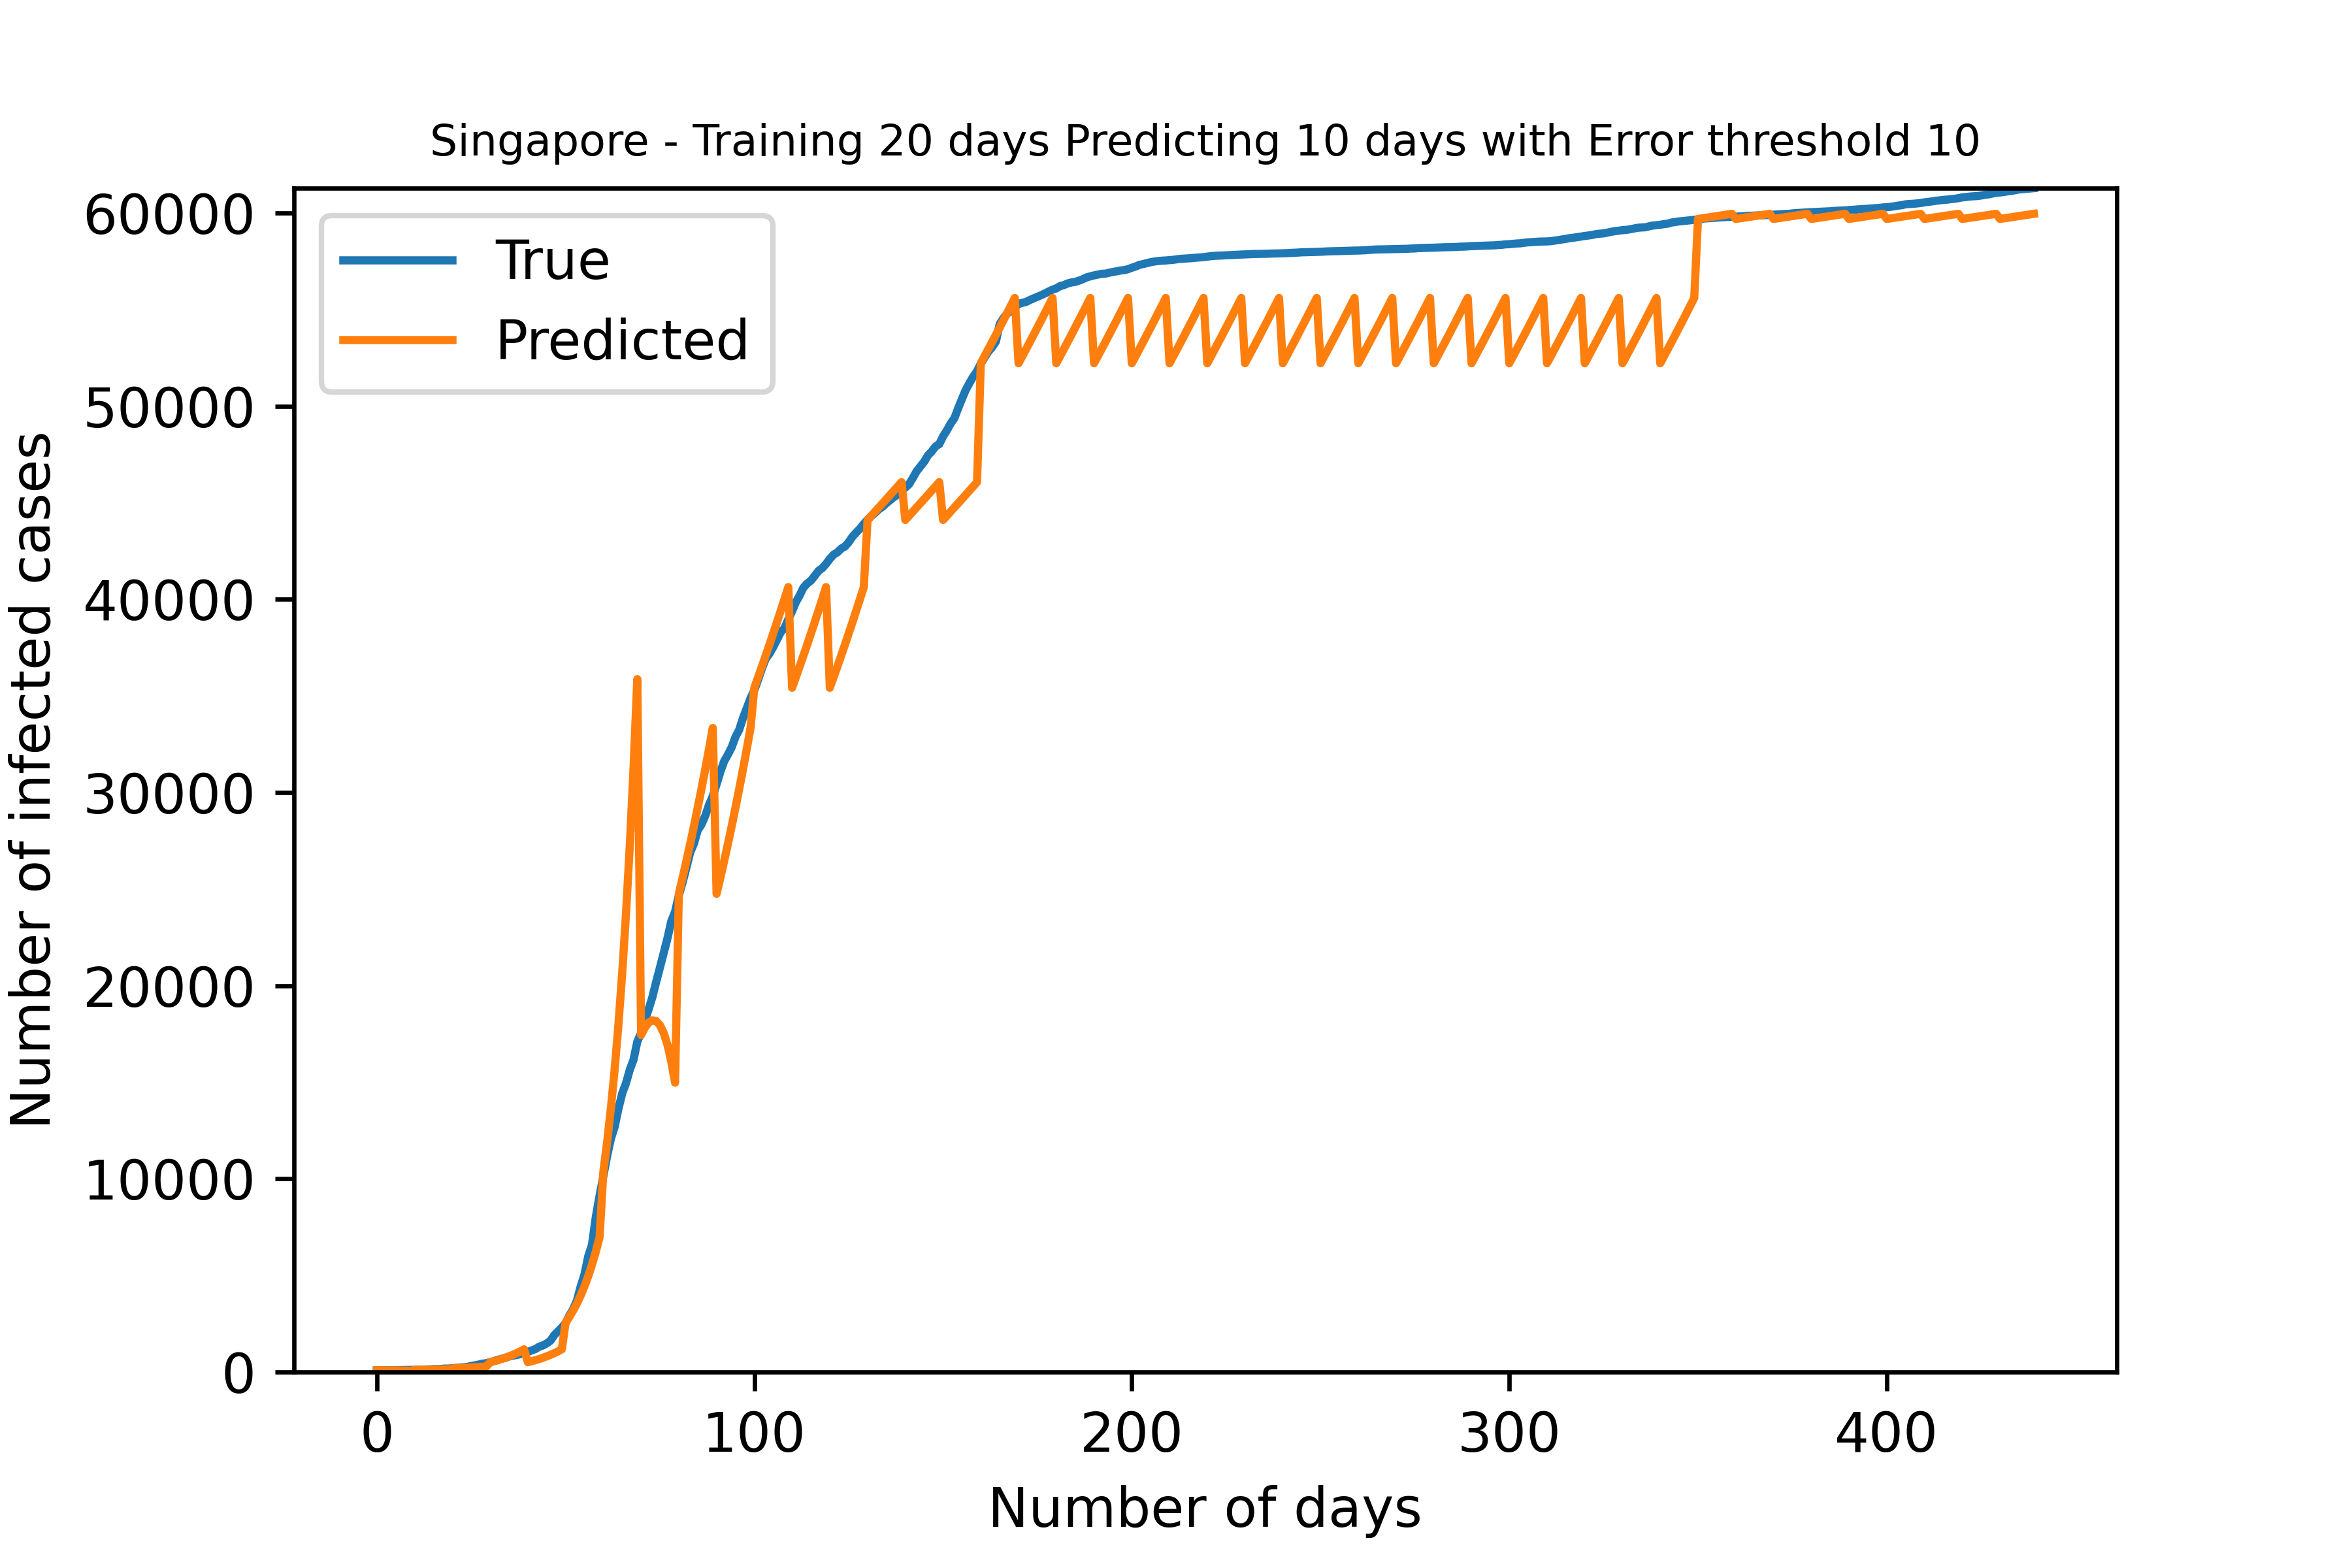 Singapore - Training 20 days Predicting 10 days with Error threshold 10
True
Predicted
Number of infected cases
60000
50000
40000
30000
20000
10000
0
0 100 200 300 400
Number of days